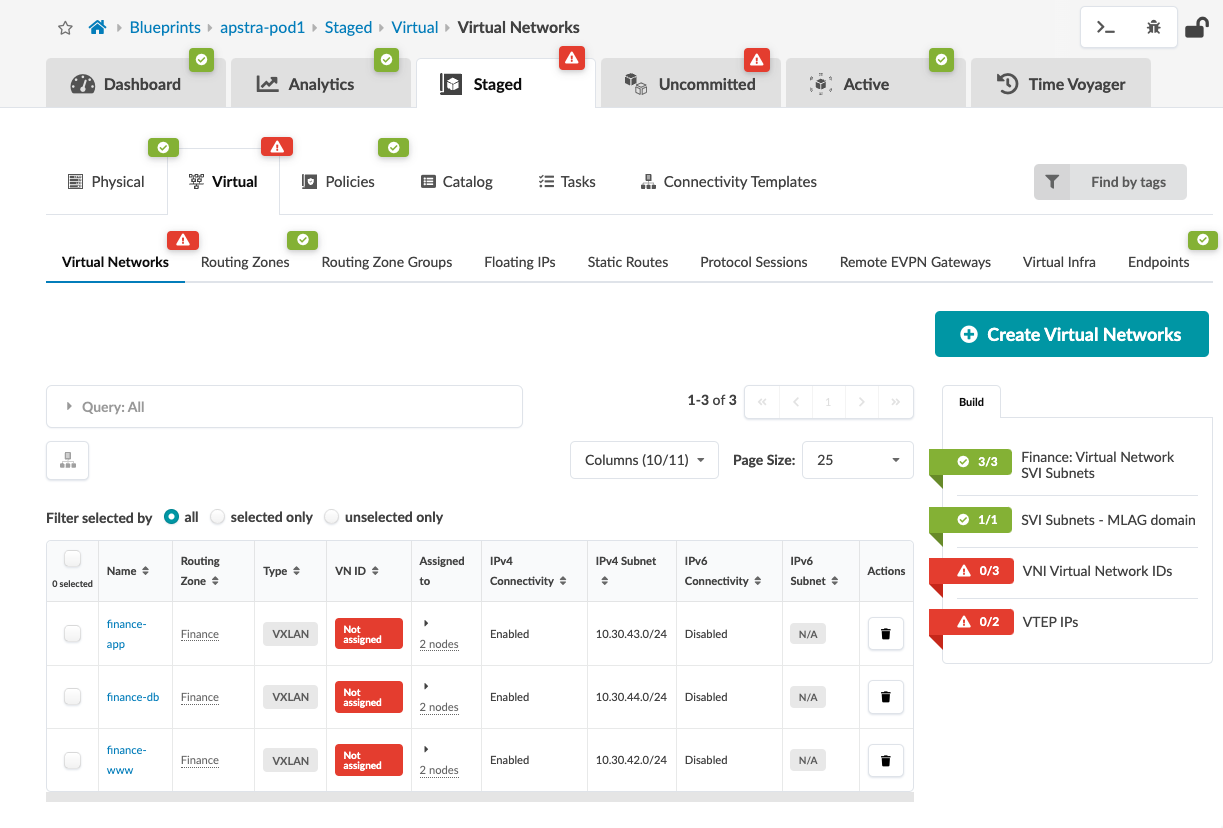 Blueprints apstra-pod1 Staged Virtual Virtual Networks
Dashboard Analytics Staged Uncommitted Active Time Voyager
Physical Virtual Policies Catalog Tasks Connectivity Templates Find by tags
Virtual Networks Routing Zones Routing Zone Groups Floating IPs Static Routes Protocol Sessions Remote EVPN Gateways Virtual Infra Endpoints
Create Virtual Networks
Query: All
1-3 of 3 « < 1 > »
Columns (10/11) Page Size: 25
Filter selected by all selected only unselected only
0 selected
Name
Routing
Zone
Type
VN ID
Assigned
to
IPv4
Connectivity
IPv4 Subnet
IPv6
Connectivity
IPv6
Subnet
Actions
finance-
app
Finance
VXLAN
Not
assigned
2 nodes
Enabled
10.30.43.0/24
Disabled
N/A
finance-db
Finance
VXLAN
Not
assigned
2 nodes
Enabled
10.30.44.0/24
Disabled
N/A
finance-
www
Finance
VXLAN
Not
assigned
2 nodes
Enabled
10.30.42.0/24
Disabled
N/A
Build
3/3
Finance: Virtual Network
SVI Subnets
1/1 SVI Subnets - MLAG domain
0/3 VNI Virtual Network IDs
0/2 VTEP IPs